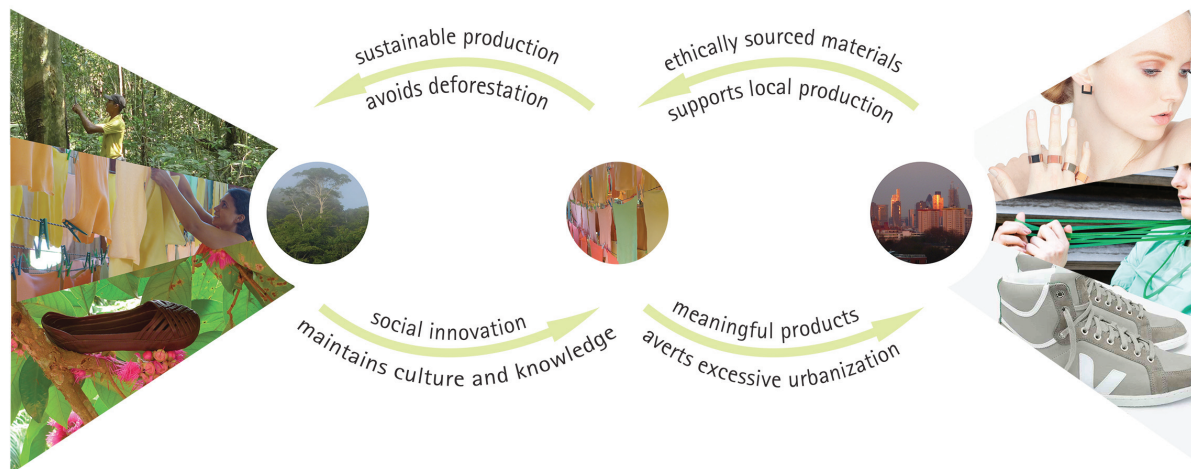 sustainable production
avoids deforestation
ethically sourced materials
supports local production
social innovation
maintains culture and knowledge
meaningful products
averts excessive urbanization